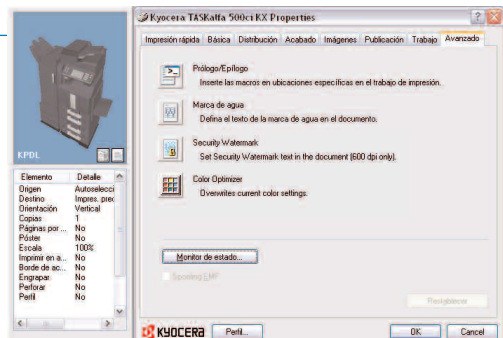 Kyocera TASKalfa 500ci KX Properties
Impresión rápida Básica Distribución Acabado Imágenes Publicación Trabajo Avanzado
Prólogo/Epílogo
Inserte las macros en ubicaciones específicas en el trabajo de impresión.
Marca de agua
Defina el texto de la marca de agua en el documento.
Security Watermark
Set Security Watermark text in the document (600 dpi only).
Color Optimizer
Overwrites current color settings.
KPDL
Elemento Detalle
Origen Autoselecci
Destino Impres. prec
Orientación Vertical
Copias 1
Páginas por ... No
Póster No
Escala 100%
Imprimir en a... No
Borde de ac... No
Engrapar No
Perforar No
Perfil No
Monitor de estado...
Spooling EMF
Restablecer
KYOCERA Perfil... OK Cancel